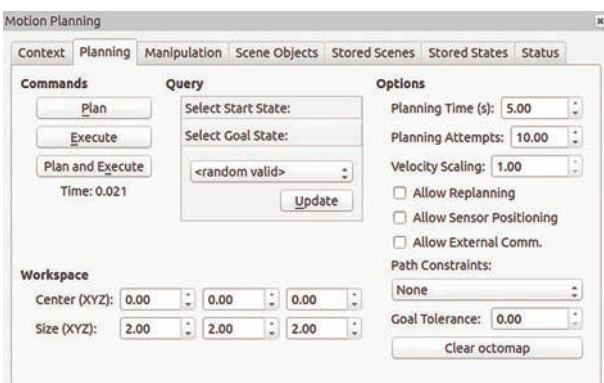 Motion Planning
Context Planning Manipulation Scene Objects Stored Scenes Stored States Status
Commands
Plan
Execute
Plan and Execute
Time: 0.021
Query
Select Start State:
Select Goal State:
<random valid>
Update
Options
Planning Time (s): 5.00
Planning Attempts: 10.00
Velocity Scaling: 1.00
Allow Replanning
Allow Sensor Positioning
Allow External Comm.
Path Constraints:
None
Goal Tolerance: 0.00
Clear octomap
Workspace
Center (XYZ): 0.00 0.00 0.00
Size (XYZ): 2.00 2.00 2.00